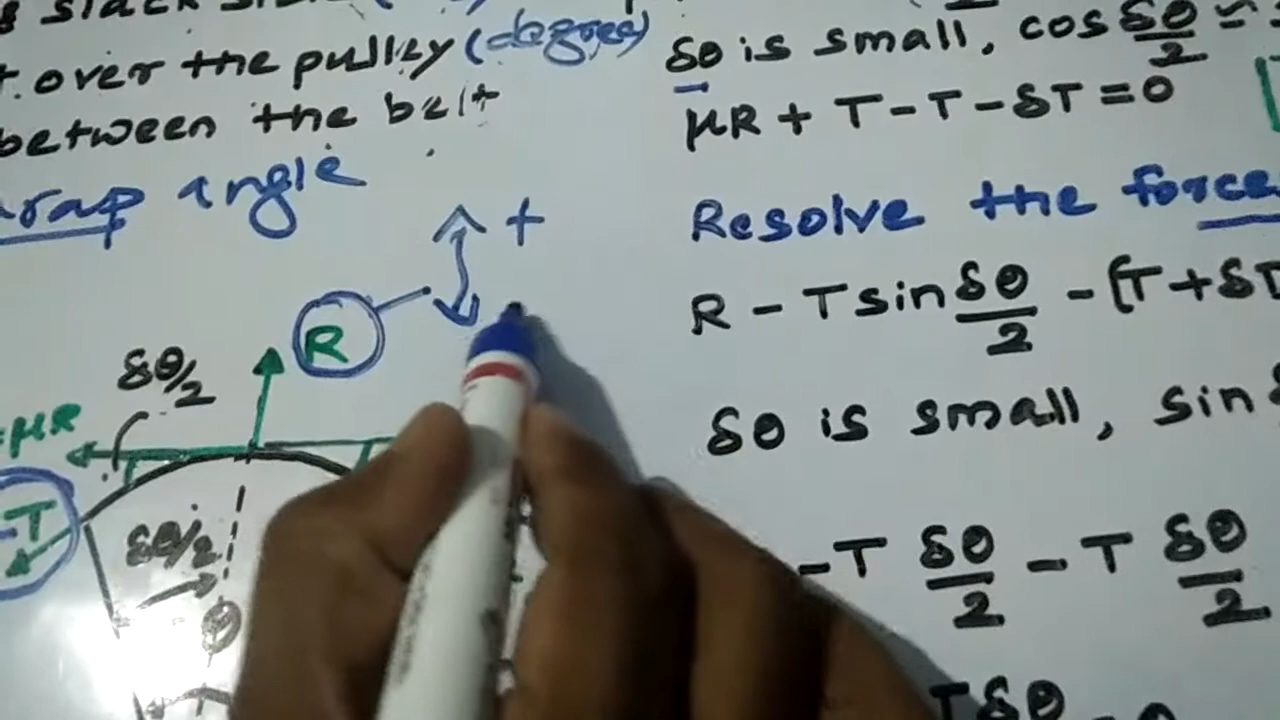 slack
over the pulley (degree)
between the belt
wrap angle
+
R
δθ/2
μR
T
δθ/2
θ
δθ is small, cos δθ/2 ≈
μR + T - T - δT = 0
Resolve the force
R - T sin δθ/2 - (T + δT
δθ is small, sin
- T δθ/2 - T δθ/2
Tδθ